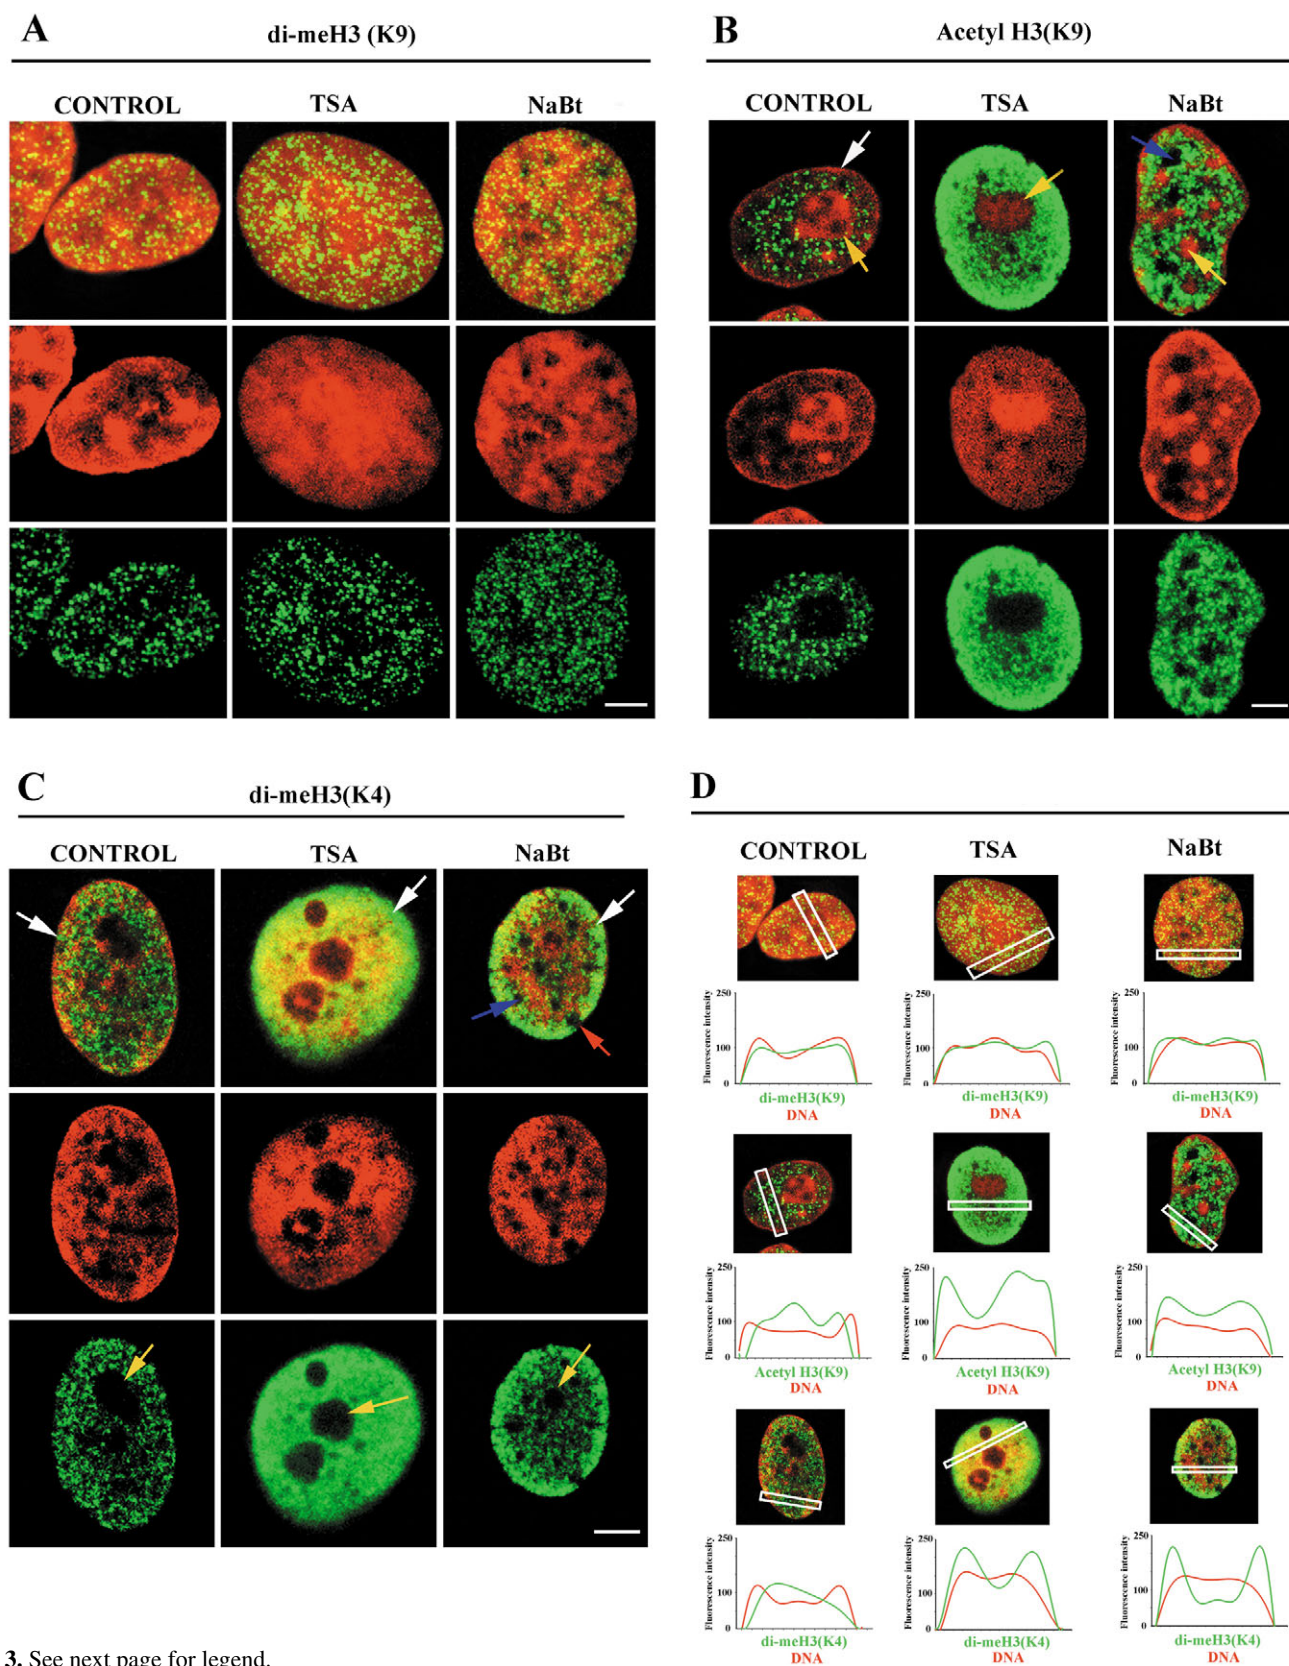 A
di-meH3 (K9)
CONTROL TSA NaBt
B
Acetyl H3(K9)
CONTROL TSA NaBt
C
di-meH3(K4)
CONTROL TSA NaBt
D
CONTROL TSA NaBt
Fluorescence intensity 250 100 0
di-meH3(K9)
DNA
Fluorescence intensity 250 100 0
di-meH3(K9)
DNA
Fluorescence intensity 250 100 0
di-meH3(K9)
DNA
Fluorescence intensity 250 100 0
Acetyl H3(K9)
DNA
Fluorescence intensity 250 100 0
Acetyl H3(K9)
DNA
Fluorescence intensity 250 100 0
Acetyl H3(K9)
DNA
Fluorescence intensity 250 100 0
di-meH3(K4)
DNA
Fluorescence intensity 250 100 0
di-meH3(K4)
DNA
Fluorescence intensity 250 100 0
di-meH3(K4)
DNA
3. See next page for legend.